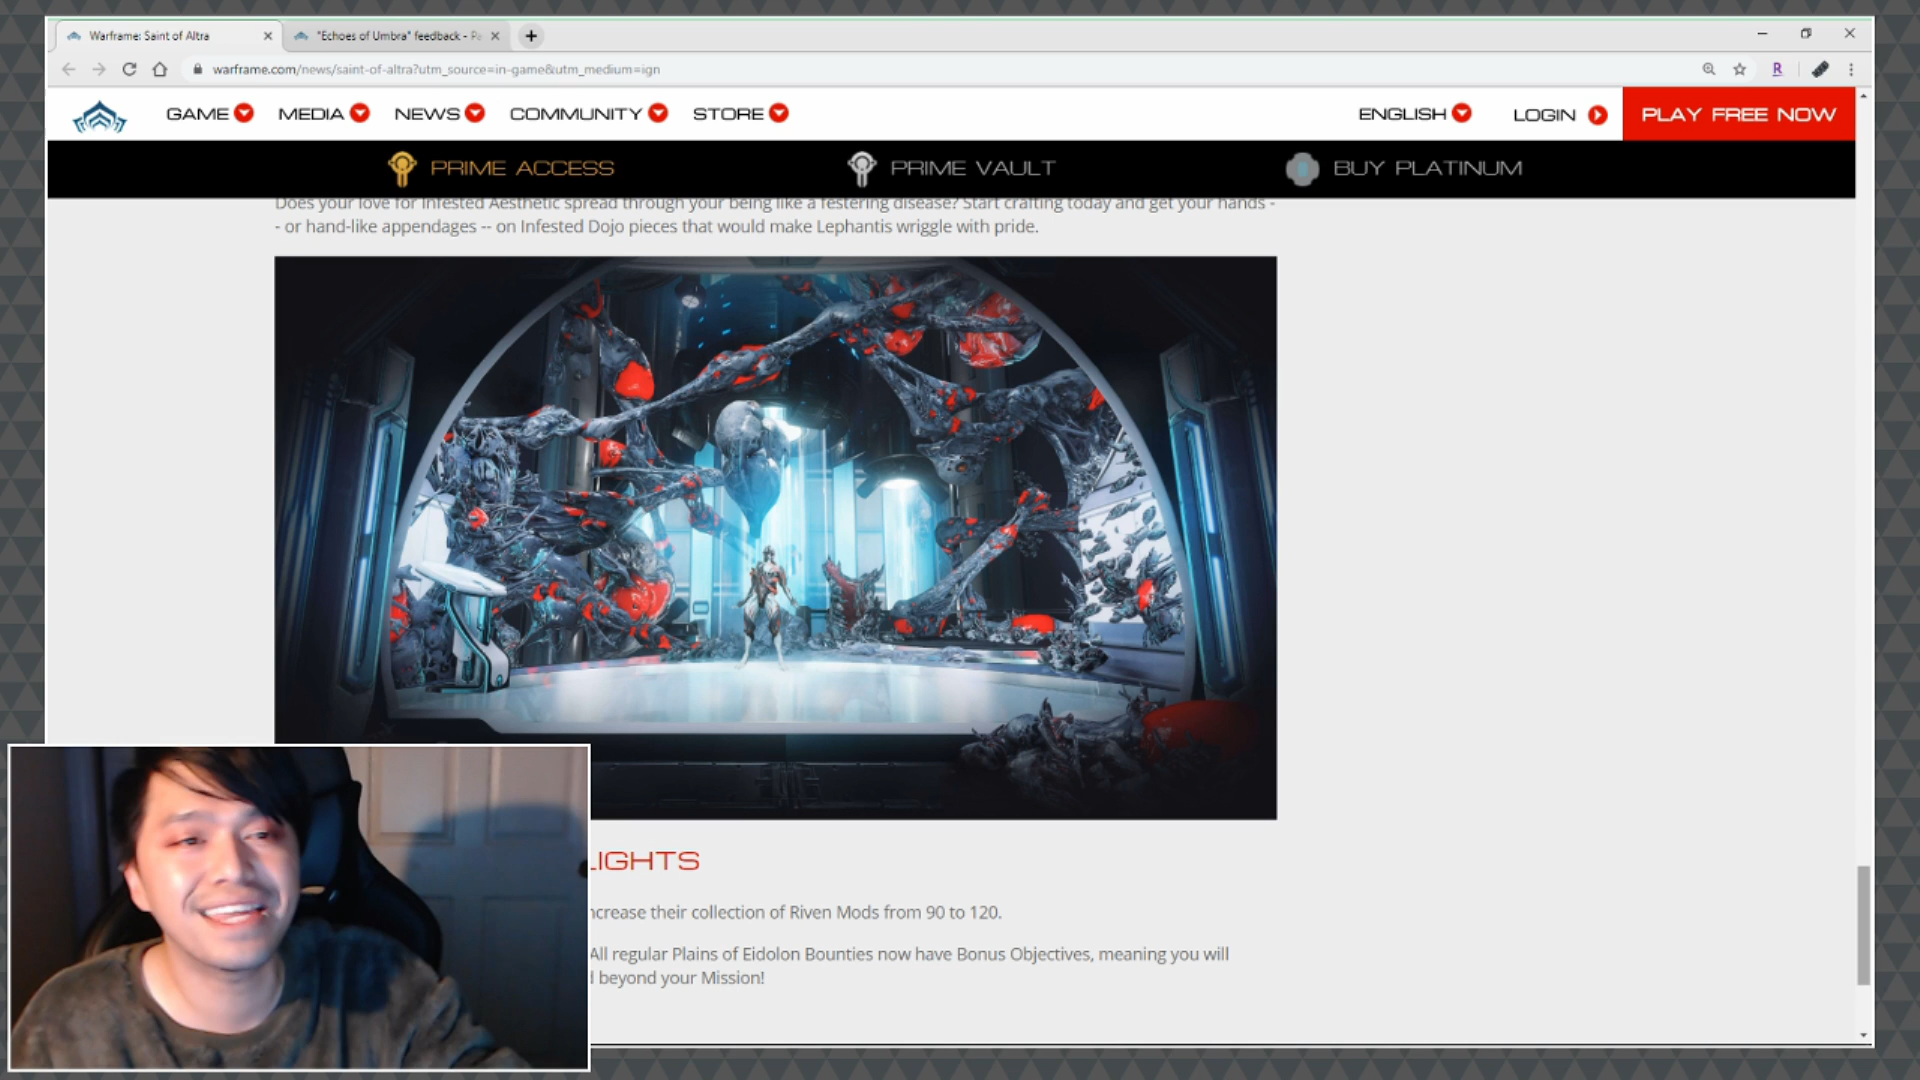 Warframe: Saint of Altra
"Echoes of Umbra" feedback - Pa
warframe.com/news/saint-of-altra?utm_source=in-game&utm_medium=ign
R
GAME MEDIA NEWS COMMUNITY STORE ENGLISH LOGIN PLAY FREE NOW
PRIME ACCESS PRIME VAULT BUY PLATINUM
Does your love for Infested Aesthetic spread through your being like a festering disease? Start crafting today and get your hands -
- or hand-like appendages -- on Infested Dojo pieces that would make Lephantis wriggle with pride.
LIGHTS
ncrease their collection of Riven Mods from 90 to 120.
All regular Plains of Eidolon Bounties now have Bonus Objectives, meaning you will
beyond your Mission!